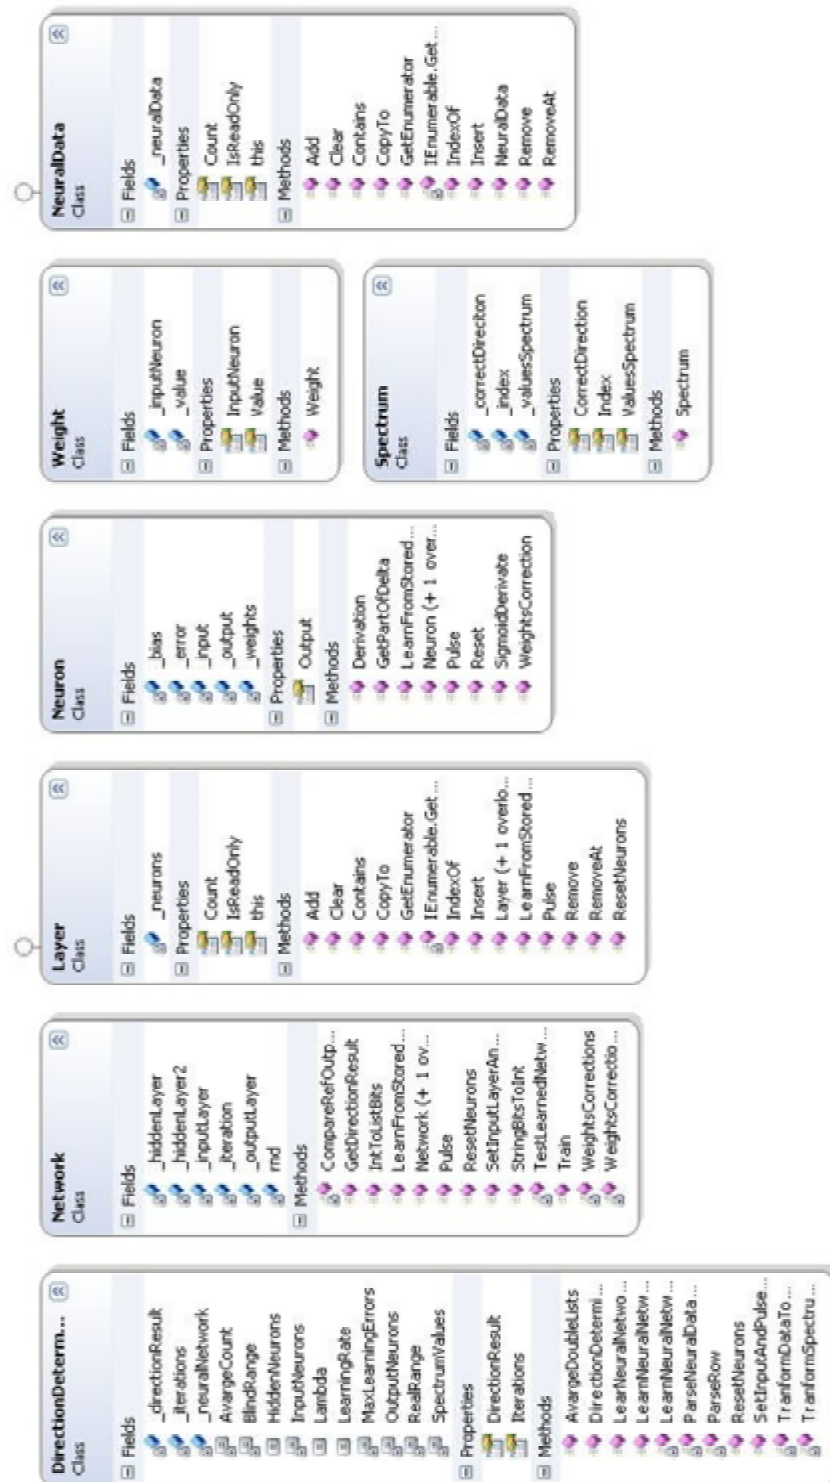 DirectionDeterm...
Class
Fields
_directionResult
_iterations
_neuralNetwork
AvargeCount
BlindRange
HiddenNeurons
InputNeurons
Lambda
LearningRate
MaxLearningErrors
OutputNeurons
RealRange
SpectrumValues
Properties
DirectionResult
Iterations
Methods
AvargeDoubleLists
DirectionDetermi...
LearNeuralNetwo...
LearnNeuralNetw...
LearnNeuralNetw...
ParseNeuralData...
ParseRow
ResetNeurons
SetInputAndPulse...
TranformDataTo...
TranformSpectru...
Network
Class
Fields
_hiddenLayer
_hiddenLayer2
_inputLayer
_iteration
_outputLayer
rnd
Methods
CompareRefOutp...
GetDirectionResult
IntToListBits
LearnFromStored...
Network (+ 1 ov...
Pulse
ResetNeurons
SetInputLayerAn...
StringBitsToInt
TestLearnedNetw...
Train
WeightsCorrections
WeightsCorrectio...
Layer
Class
Fields
_neurons
Properties
Count
IsReadOnly
this
Methods
Add
Clear
Contains
CopyTo
GetEnumerator
IEnumerable.Get...
IndexOf
Insert
Layer (+ 1 overlo...
LearnFromStored...
Pulse
Remove
RemoveAt
ResetNeurons
Neuron
Class
Fields
_bias
_error
_input
_output
_weights
Properties
Output
Methods
Derivation
GetPartOfDelta
LearnFromStored...
Neuron (+ 1 over...
Pulse
Reset
SigmoidDerivate
WeightsCorrection
Weight
Class
Fields
_inputNeuron
_value
Properties
InputNeuron
Value
Methods
Weight
Spectrum
Class
Fields
_correctDireciton
_index
_valuesSpectrum
Properties
CorrectDirection
Index
ValuesSpectrum
Methods
Spectrum
NeuralData
Class
Fields
_neuralData
Properties
Count
IsReadOnly
this
Methods
Add
Clear
Contains
CopyTo
GetEnumerator
IEnumerable.Get...
IndexOf
Insert
NeuralData
Remove
RemoveAt